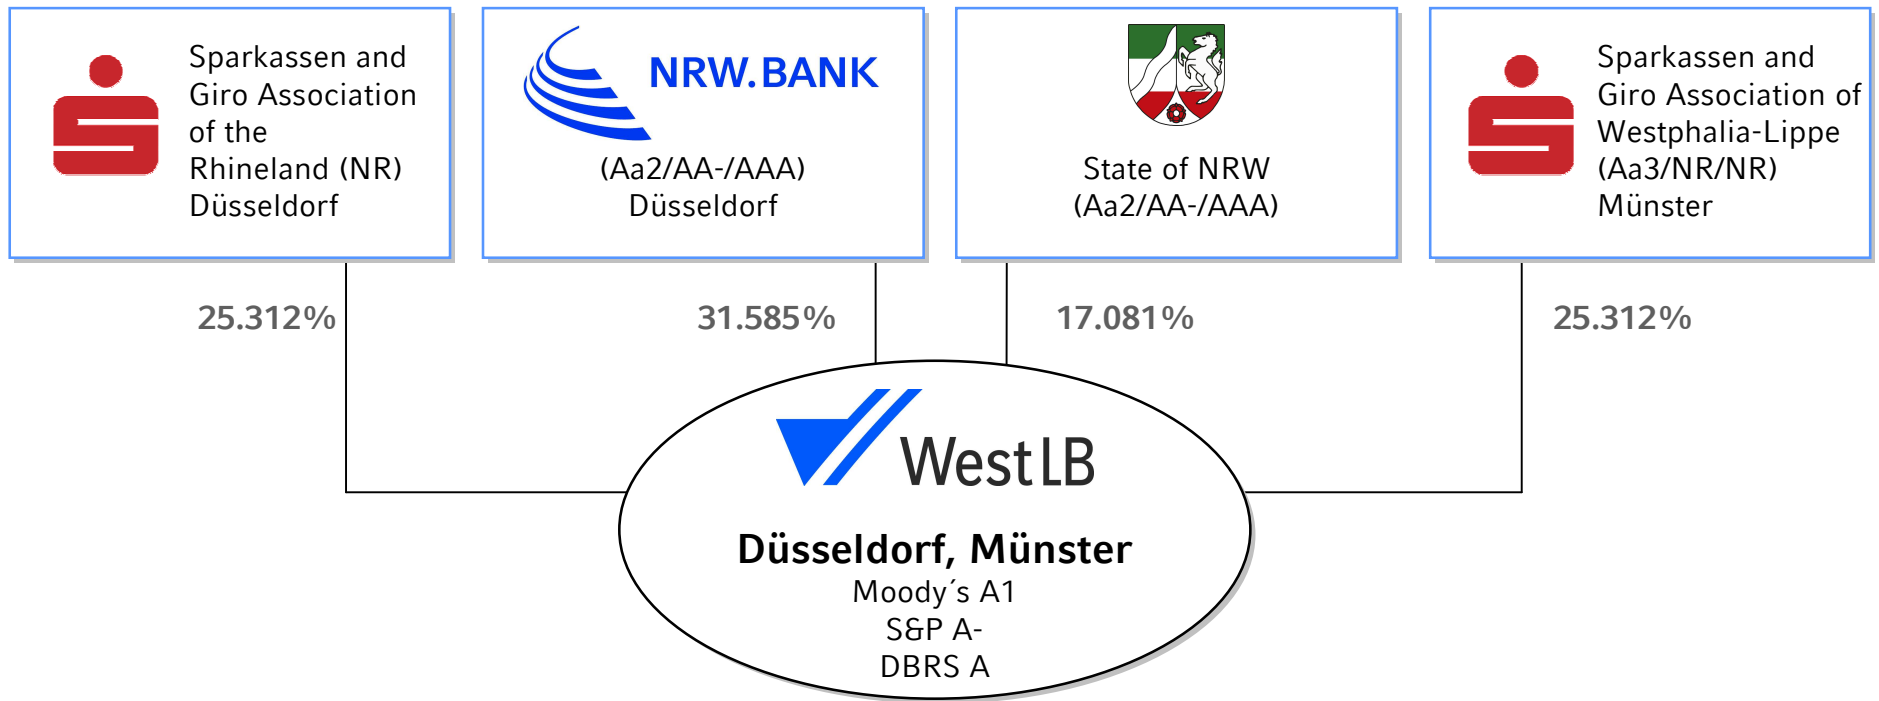 Sparkassen and
Giro Association
of the
Rhineland (NR)
Düsseldorf
NRW.BANK
(Aa2/AA-/AAA)
Düsseldorf
State of NRW
(Aa2/AA-/AAA)
Sparkassen and
Giro Association of
Westphalia-Lippe
(Aa3/NR/NR)
Münster
25.312%
31.585%
17.081%
25.312%
WestLB
Düsseldorf, Münster
Moody´s A1
S&P A-
DBRS A